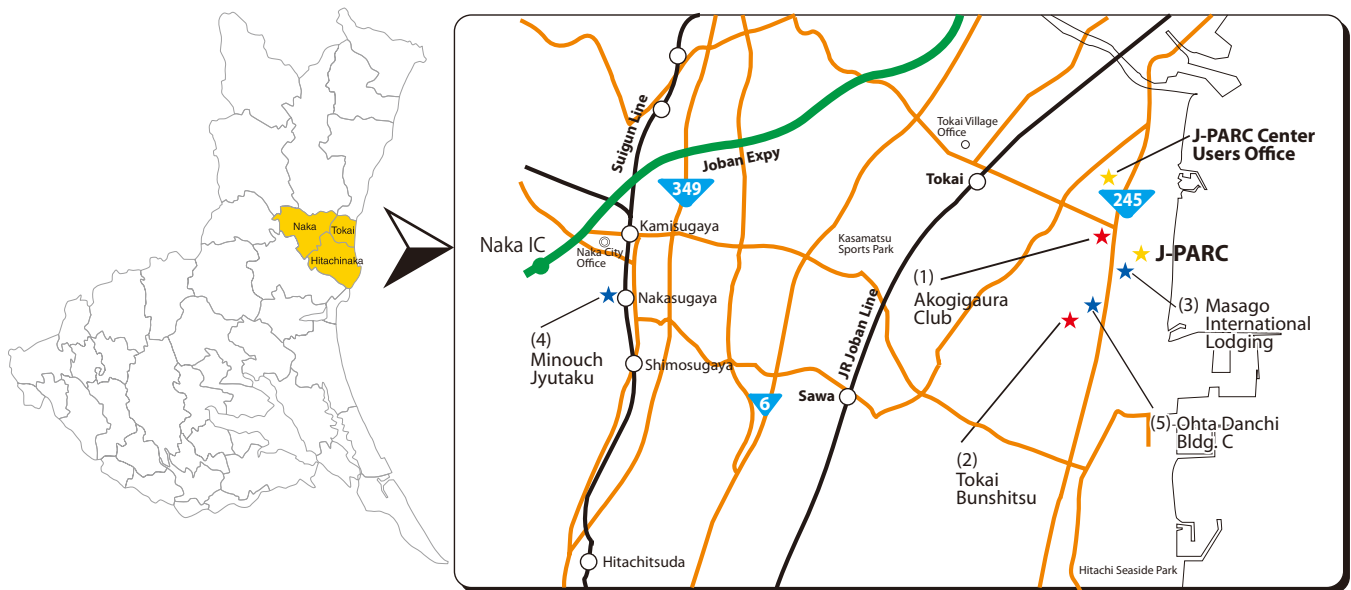 Naka
Tokai
Hitachinaka
Suigun Line
Joban Expy
349
Kamisugaya
Naka IC
Naka City
Office
Nakasugaya
(4)
Minouch
Jyutaku
Shimosugaya
6
Hitachitsuda
Tokai Village
Office
Tokai
Kasamatsu
Sports Park
JR Joban Line
Sawa
J-PARC Center
Users Office
245
(1)
Akogigaura
Club
J-PARC
(3) Masago
International
Lodging
(5) Ohta Danchi
Bldg. C
(2)
Tokai
Bunshitsu
Hitachi Seaside Park